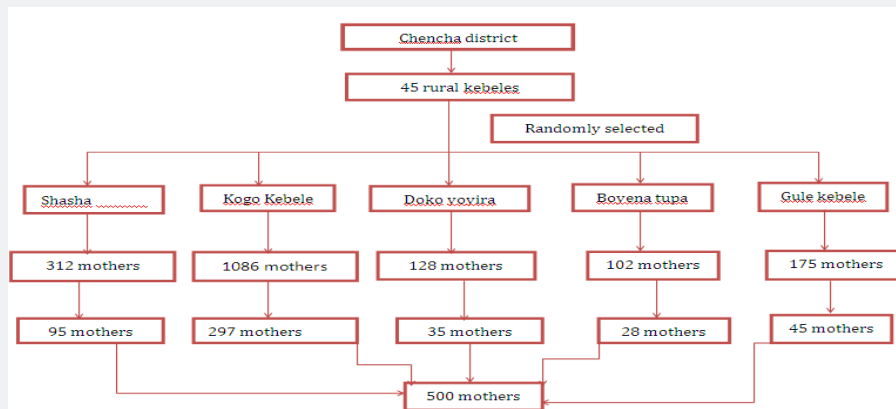 Chencha district
45 rural kebeles
Randomly selected
Shasha
Kogo Kebele
Doko yoyira
Boyena tupa
Gule kebele
312 mothers
1086 mothers
128 mothers
102 mothers
175 mothers
95 mothers
297 mothers
35 mothers
28 mothers
45 mothers
500 mothers